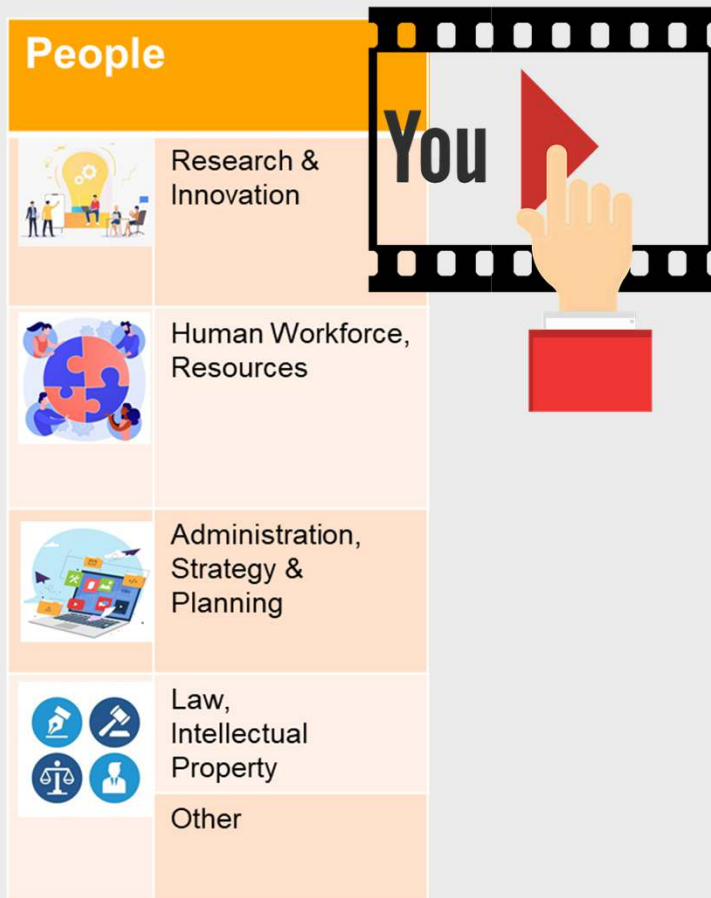 People
You
Research &
Innovation
Human Workforce,
Resources
Administration,
Strategy &
Planning
Law,
Intellectual
Property
Other